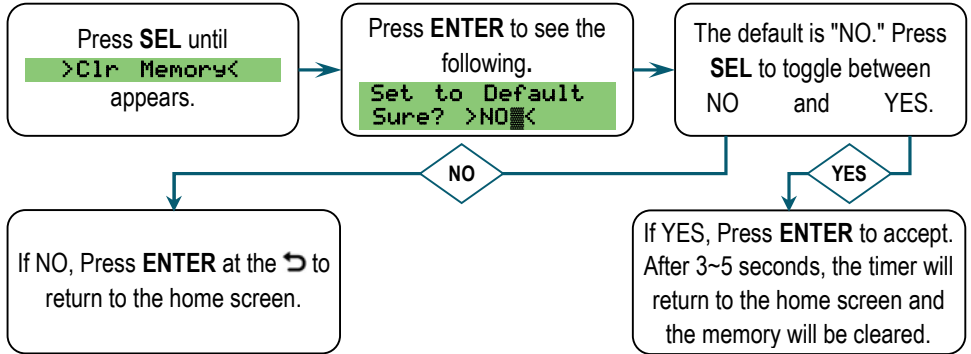 Press SEL until
>Clr Memory<
appears.
Press ENTER to see the
following.
Set to Default
Sure? >NO▒<
The default is "NO." Press
SEL to toggle between
NO and YES.
NO
YES
If NO, Press ENTER at the ⮌ to
return to the home screen.
If YES, Press ENTER to accept.
After 3~5 seconds, the timer will
return to the home screen and
the memory will be cleared.